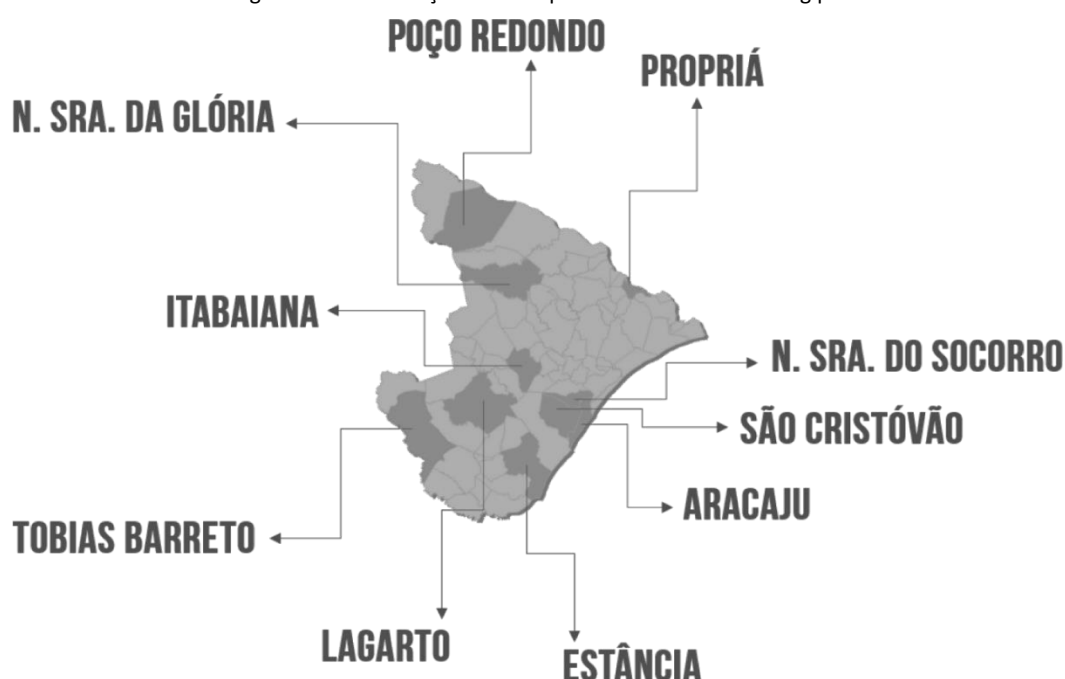 POÇO REDONDO
PROPRIÁ
N. SRA. DA GLÓRIA
ITABAIANA
N. SRA. DO SOCORRO
SÃO CRISTÓVÃO
ARACAJU
TOBIAS BARRETO
LAGARTO
ESTÂNCIA